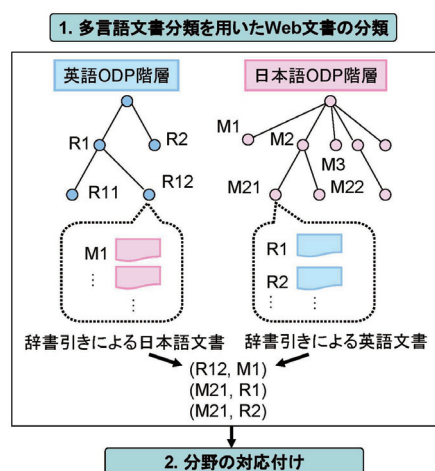 1. 多言語文書分類を用いたWeb文書の分類
英語ODP階層
日本語ODP階層
R1
R2
R11
R12
M1
M2
M3
M21
M22
M1
⋮
⋮
R1
R2
⋮
⋮
辞書引きによる日本語文書
辞書引きによる英語文書
(R12, M1)
(M21, R1)
(M21, R2)
2. 分野の対応付け